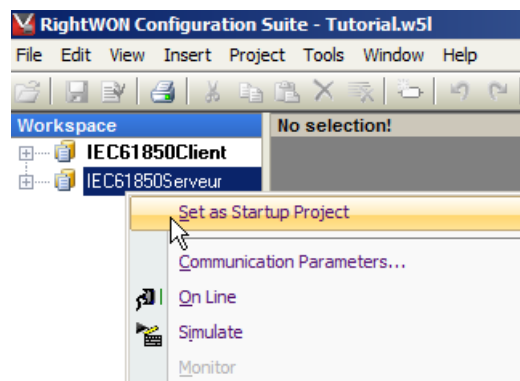 RightWON Configuration Suite - Tutorial.w5l
File Edit View Insert Project Tools Window Help
Workspace
No selection!
IEC61850Client
IEC61850Serveur
Set as Startup Project
Communication Parameters...
On Line
Simulate
Monitor